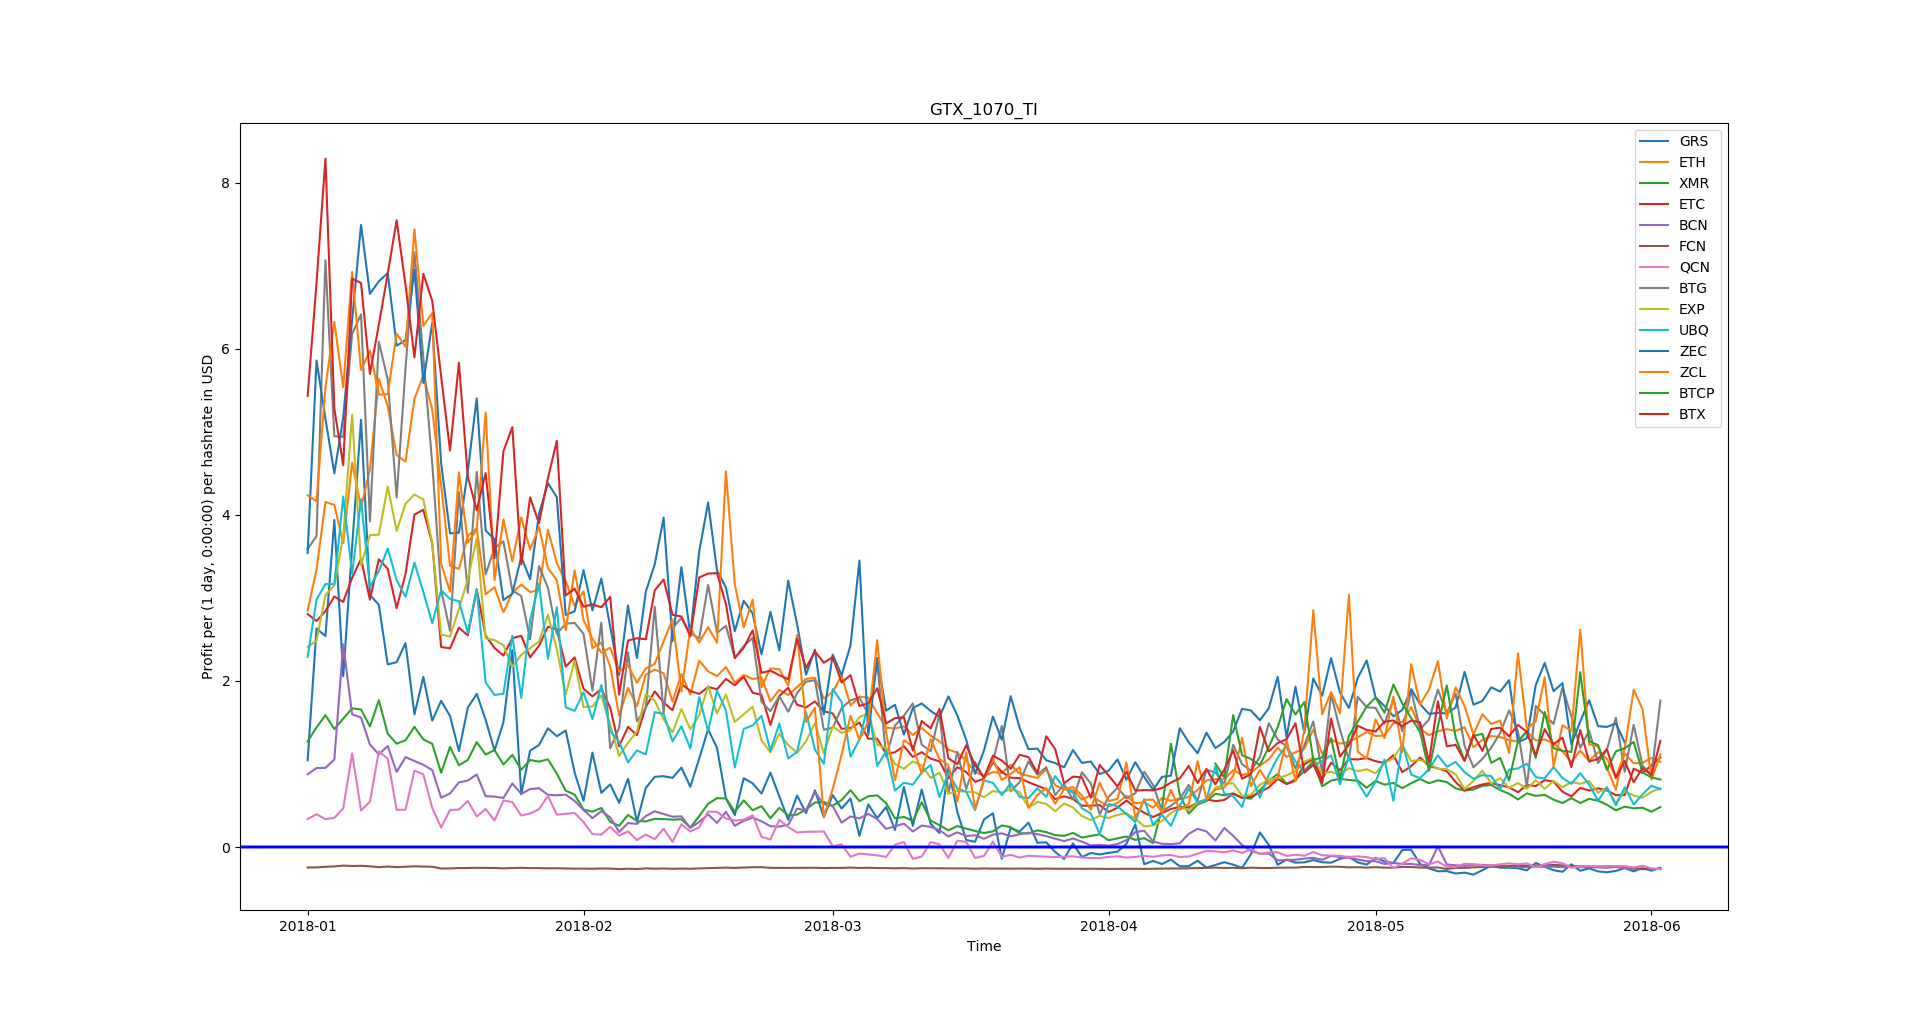 GTX_1070_TI
Profit per (1 day, 0:00:00) per hashrate in USD
8
6
4
2
0
GRS
ETH
XMR
ETC
BCN
FCN
QCN
BTG
EXP
UBQ
ZEC
ZCL
BTCP
BTX
2018-01 2018-02 2018-03 2018-04 2018-05 2018-06
Time